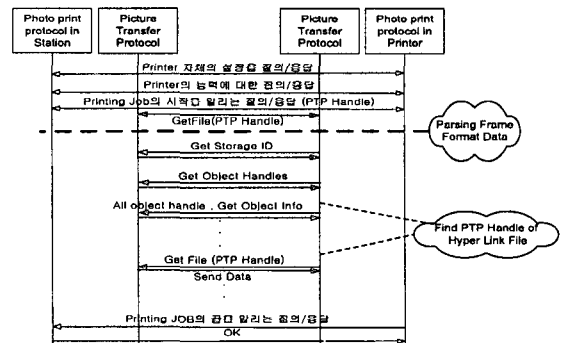 Photo print
protocol in
Station
Picture
Transfer
Protocol
Picture
Transfer
Protocol
Photo print
protocol in
Printer
Printer 자체의 설정을 질의/응답
Printer의 능력에 대한 질의/응답
Printing Job의 시작을 알리는 질의/응답 (PTP Handle)
GetFile(PTP Handle)
Parsing Frame
Format Data
Get Storage ID
Get Object Handles
All object handle , Get Object Info
Find PTP Handle of
Hyper Link File
Get File (PTP Handle)
Send Data
Printing JOB의 끝을 알리는 질의/응답
OK